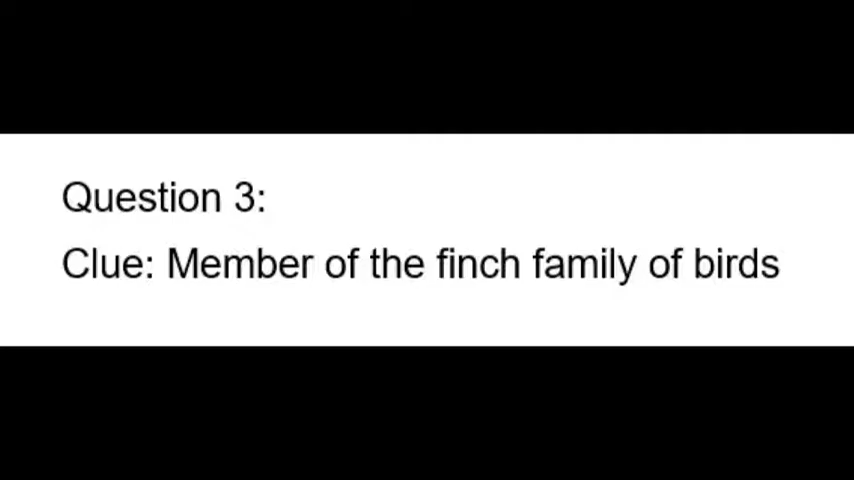 Question 3:
Clue: Member of the finch family of birds